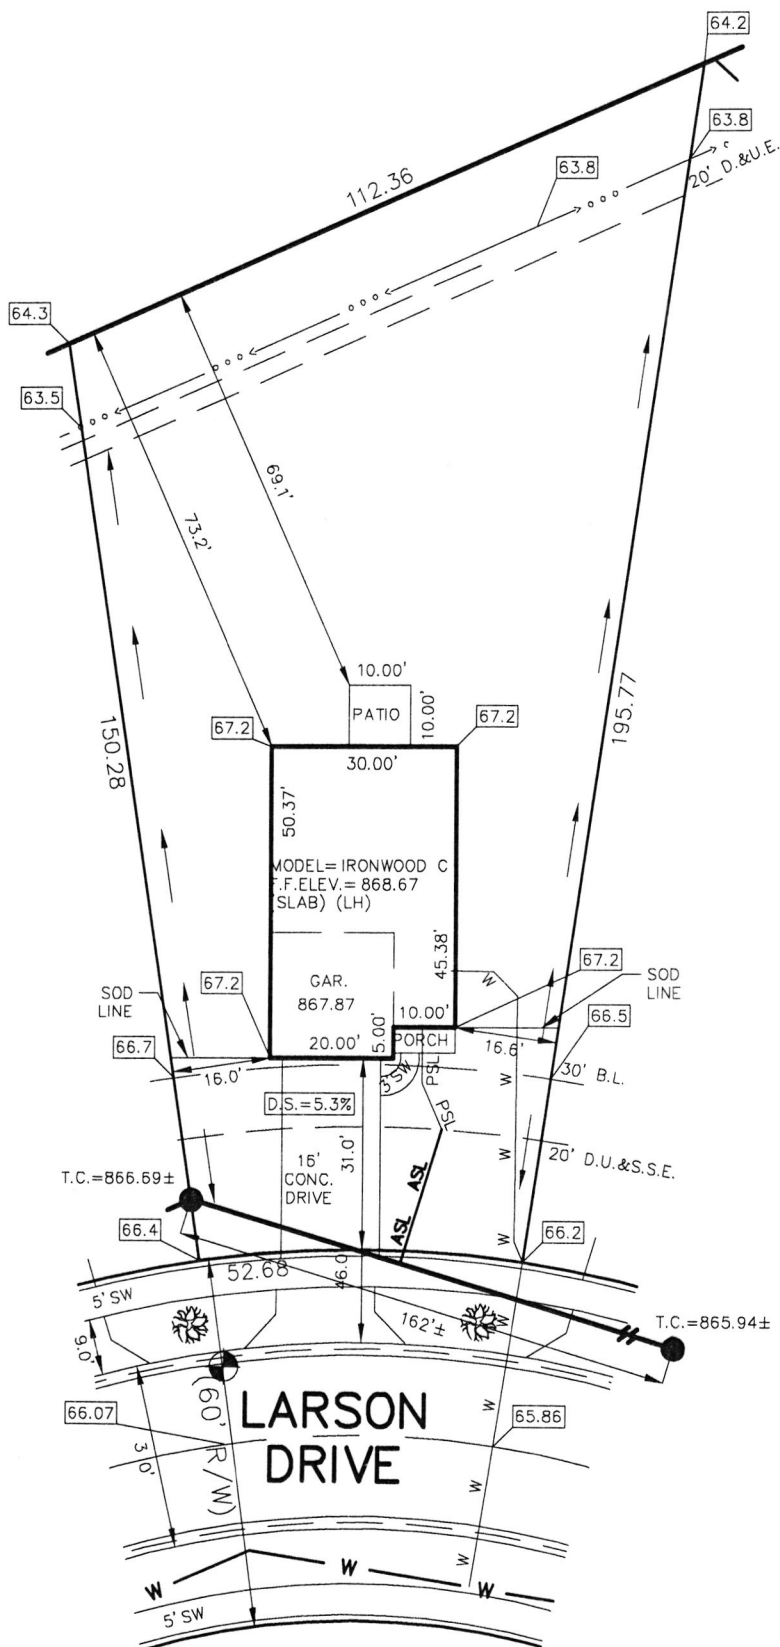 64.2
63.8
20' D.&U.E.
63.8
112.36
64.3
63.5
69.1'
73.2'
195.77
150.28
10.00'
PATIO
10.00'
67.2
67.2
30.00'
50.37'
MODEL= IRONWOOD C
F.F.ELEV.= 868.67
(SLAB) (LH)
45.38'
W
67.2
67.2
GAR.
867.87
SOD
LINE
SOD
LINE
10.00'
5.00'
20.00'
PORCH
66.5
66.7
16.6'
16.0'
3'SW
PSL
W
30' B.L.
D.S.=5.3%
PSL
31.0'
16'
CONC.
DRIVE
W
20' D.U.&S.S.E.
ASL
T.C.=866.69±
ASL
66.4
W
66.2
52.68
46.0
5' SW
162'±
W
T.C.=865.94±
9.0'
LARSON
DRIVE
(60' R/W)
66.07
W
65.86
W
W
W
W
W
5' SW